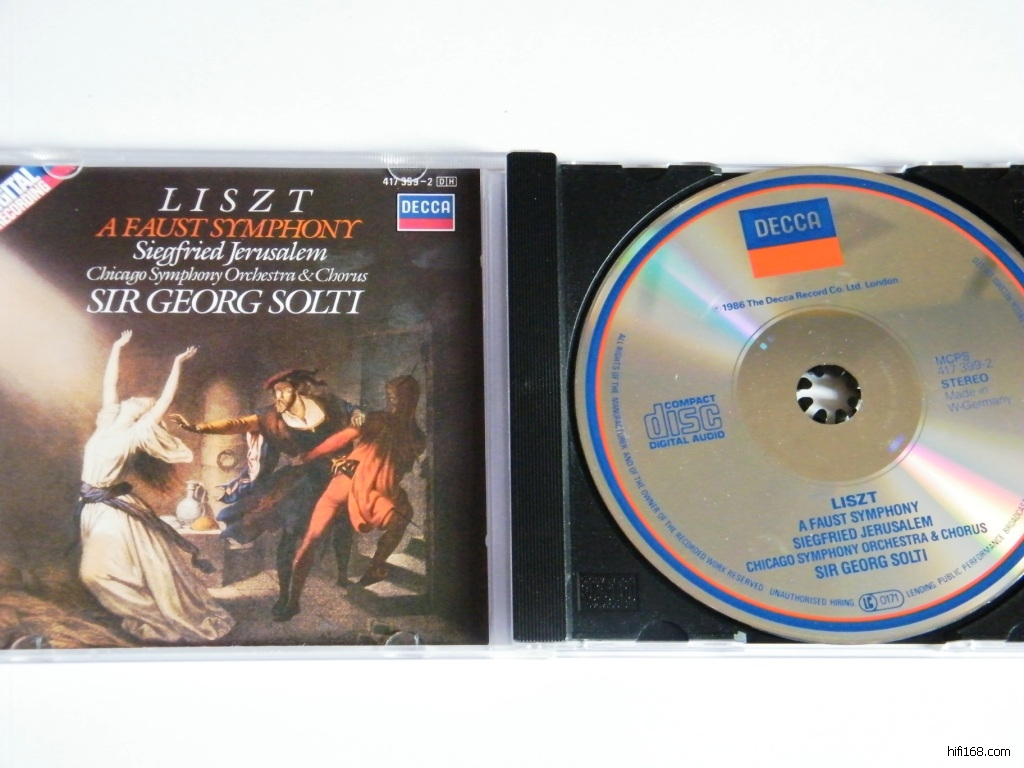 DIGITAL
RECORDING
417 399-2 DH
LISZT
DECCA
A FAUST SYMPHONY
Siegfried Jerusalem
Chicago Symphony Orchestra & Chorus
SIR GEORG SOLTI
DECCA
1986 The Decca Record Co. Ltd. London
MCPS
417 399-2
STEREO
Made in
W-Germany
COMPACT
disc
DIGITAL AUDIO
LISZT
A FAUST SYMPHONY
SIEGFRIED JERUSALEM
CHICAGO SYMPHONY ORCHESTRA & CHORUS
SIR GEORG SOLTI
ALL RIGHTS OF THE MANUFACTURER AND OF THE OWNER OF THE RECORDED WORK RESERVED UNAUTHORISED HIRING LC 0171 LENDING PUBLIC PERFORMANCE BROADCAST
hifi168.com